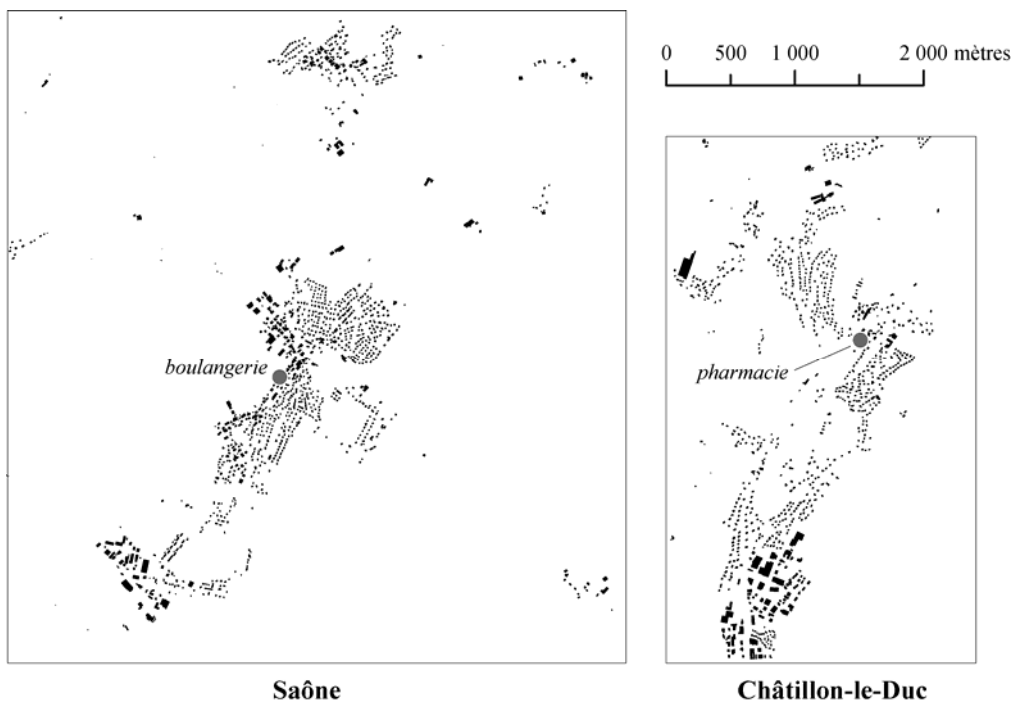 0 500 1 000 2 000 mètres
boulangerie
pharmacie
Saône
Châtillon-le-Duc